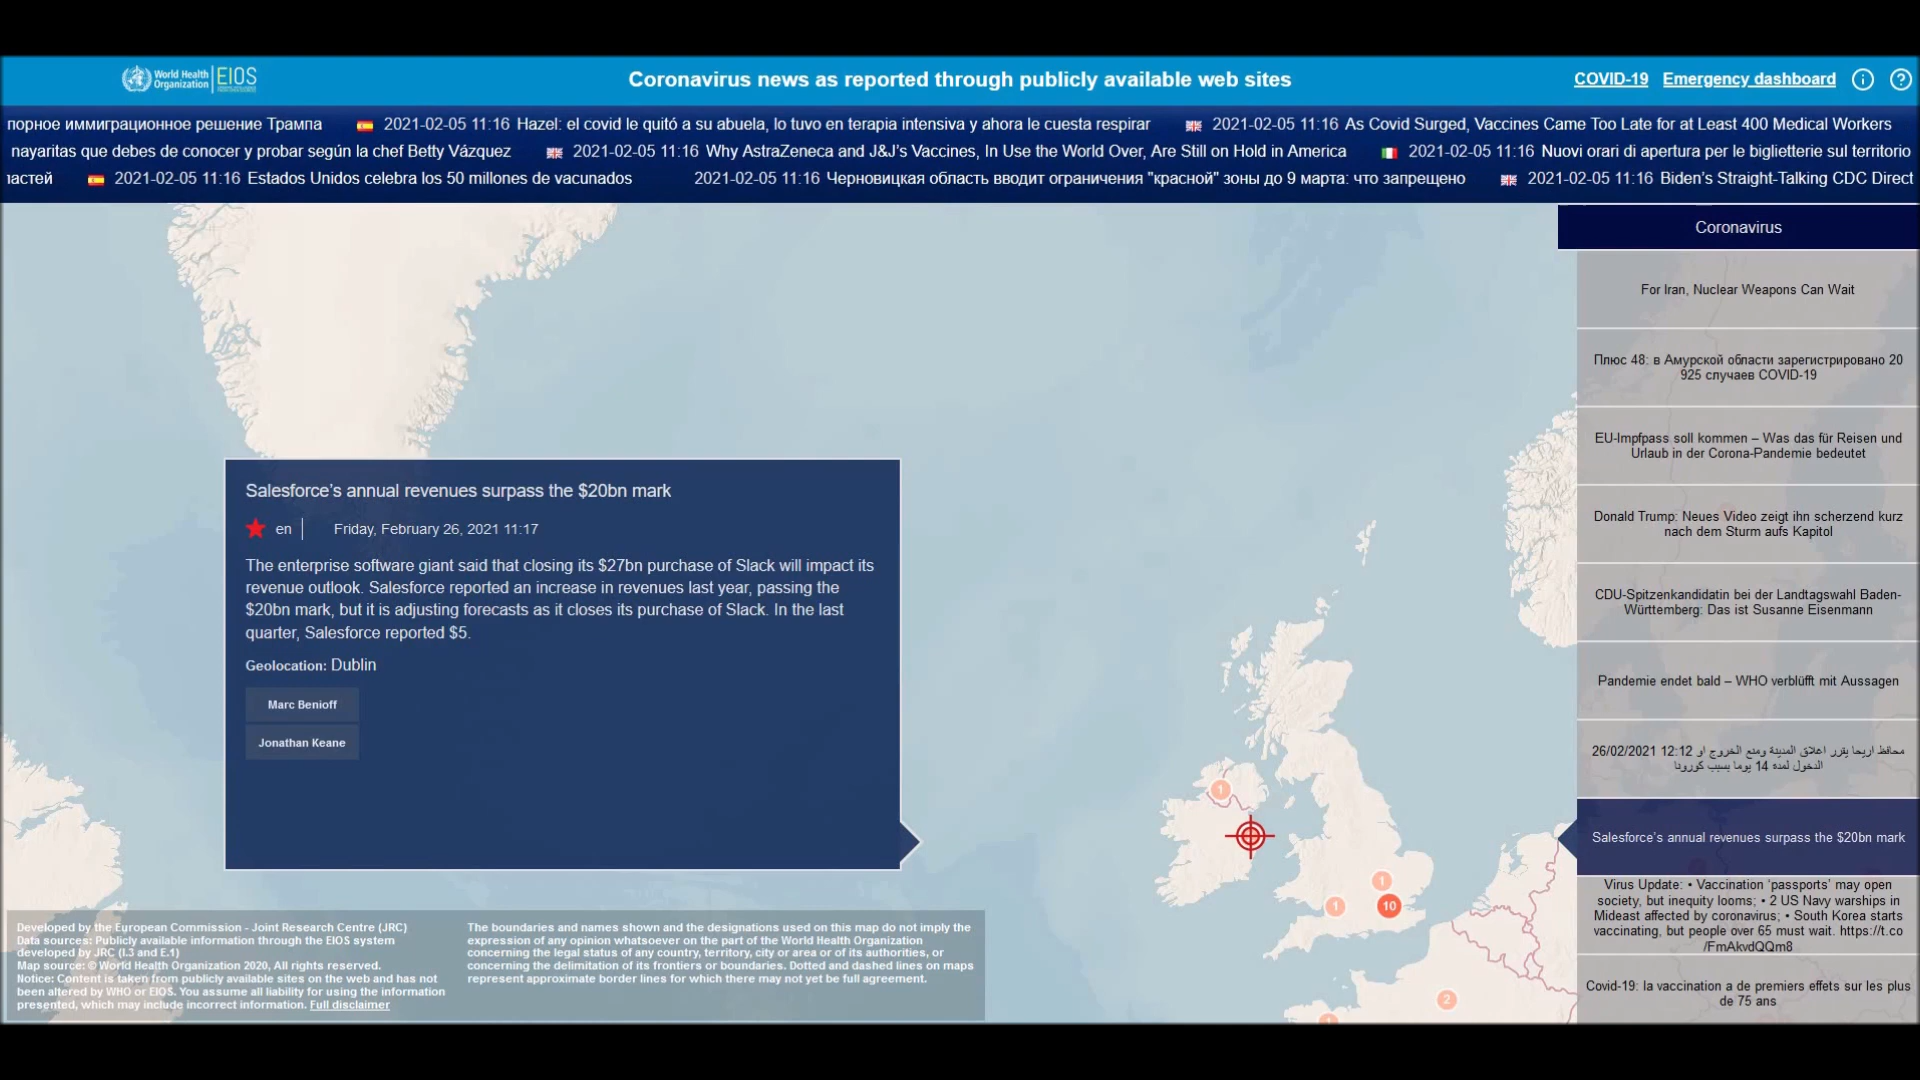 World Health Organization EIOS
Coronavirus news as reported through publicly available web sites
COVID-19 Emergency dashboard
порное иммиграционное решение Трампа 2021-02-05 11:16 Hazel: el covid le quitó a su abuela, lo tuvo en terapia intensiva y ahora le cuesta respirar 2021-02-05 11:16 As Covid Surged, Vaccines Came Too Late for at Least 400 Medical Workers
nayaritas que debes de conocer y probar según la chef Betty Vázquez 2021-02-05 11:16 Why AstraZeneca and J&J's Vaccines, In Use the World Over, Are Still on Hold in America 2021-02-05 11:16 Nuovi orari di apertura per le biglietterie sul territorio
астей 2021-02-05 11:16 Estados Unidos celebra los 50 millones de vacunados 2021-02-05 11:16 Черновицкая область вводит ограничения "красной" зоны до 9 марта: что запрещено 2021-02-05 11:16 Biden's Straight-Talking CDC Direct
Salesforce's annual revenues surpass the $20bn mark
en Friday, February 26, 2021 11:17
The enterprise software giant said that closing its $27bn purchase of Slack will impact its
revenue outlook. Salesforce reported an increase in revenues last year, passing the
$20bn mark, but it is adjusting forecasts as it closes its purchase of Slack. In the last
quarter, Salesforce reported $5.
Geolocation: Dublin
Marc Benioff
Jonathan Keane
1
1
1
10
2
1
Coronavirus
For Iran, Nuclear Weapons Can Wait
Плюс 48: в Амурской области зарегистрировано 20
925 случаев COVID-19
EU-Impfpass soll kommen – Was das für Reisen und
Urlaub in der Corona-Pandemie bedeutet
Donald Trump: Neues Video zeigt ihn scherzend kurz
nach dem Sturm aufs Kapitol
CDU-Spitzenkandidatin bei der Landtagswahl Baden-
Württemberg: Das ist Susanne Eisenmann
Pandemie endet bald – WHO verblüfft mit Aussagen
محافظ اريحا يقرر اغلاق المدينة ومنع الخروج او 12:12 26/02/2021
الدخول لمدة 14 يوما بسبب كورونا
Salesforce's annual revenues surpass the $20bn mark
Virus Update: • Vaccination 'passports' may open
society, but inequity looms; • 2 US Navy warships in
Mideast affected by coronavirus; • South Korea starts
vaccinating, but people over 65 must wait. https://t.co
/FmAkvdQQm8
Covid-19: la vaccination a de premiers effets sur les plus
de 75 ans
Developed by the European Commission - Joint Research Centre (JRC)
Data sources: Publicly available information through the EIOS system
developed by JRC (I.3 and E.1)
Map source: © World Health Organization 2020, All rights reserved.
Notice: Content is taken from publicly available sites on the web and has not
been altered by WHO or EIOS. You assume all liability for using the information
presented, which may include incorrect information. Full disclaimer
The boundaries and names shown and the designations used on this map do not imply the
expression of any opinion whatsoever on the part of the World Health Organization
concerning the legal status of any country, territory, city or area or of its authorities, or
concerning the delimitation of its frontiers or boundaries. Dotted and dashed lines on maps
represent approximate border lines for which there may not yet be full agreement.